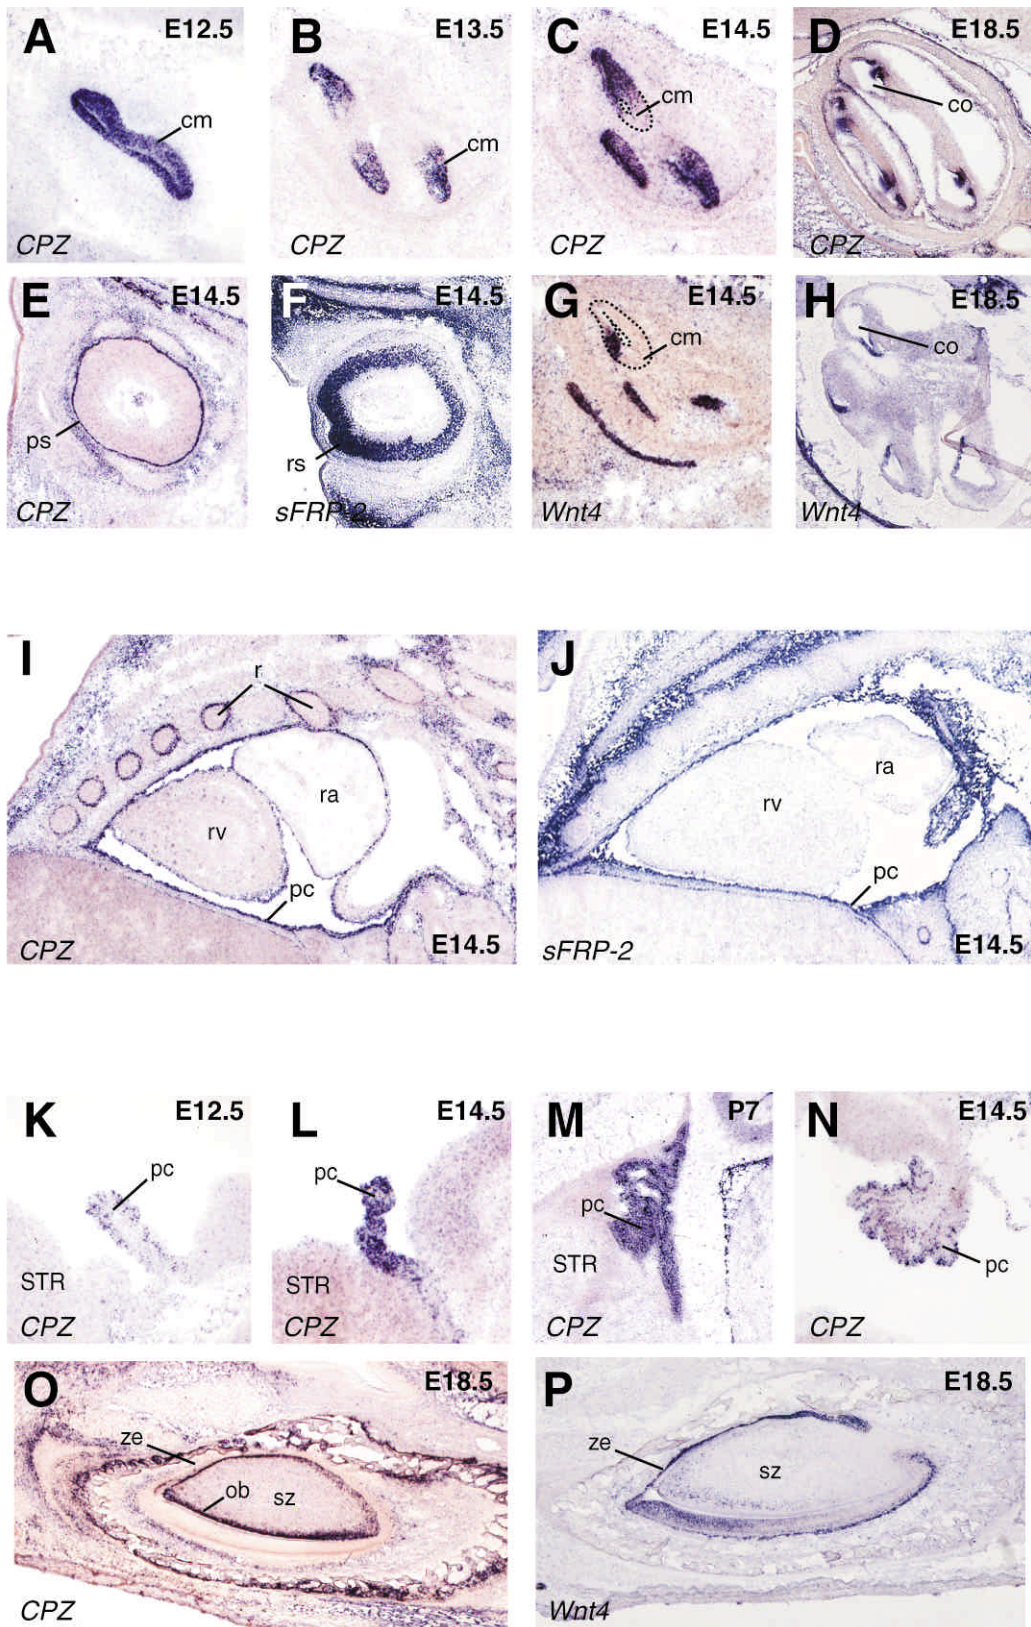 A E12.5
cm
CPZ
B E13.5
cm
CPZ
C E14.5
cm
CPZ
D E18.5
co
CPZ
E E14.5
ps
CPZ
F E14.5
rs
sFRP-2
G E14.5
cm
Wnt4
H E18.5
co
Wnt4
I
r
ra
rv
pc
CPZ E14.5
J
ra
rv
pc
sFRP-2 E14.5
K E12.5
pc
STR
CPZ
L E14.5
pc
STR
CPZ
M P7
pc
STR
CPZ
N E14.5
pc
CPZ
O E18.5
ze
ob sz
CPZ
P E18.5
ze
sz
Wnt4